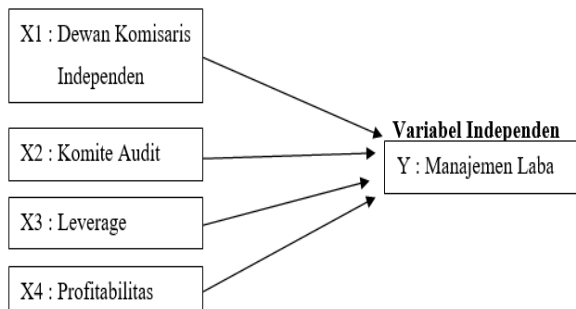 X1 : Dewan Komisaris
Independen
X2 : Komite Audit
X3 : Leverage
X4 : Profitabilitas
Variabel Independen
Y : Manajemen Laba